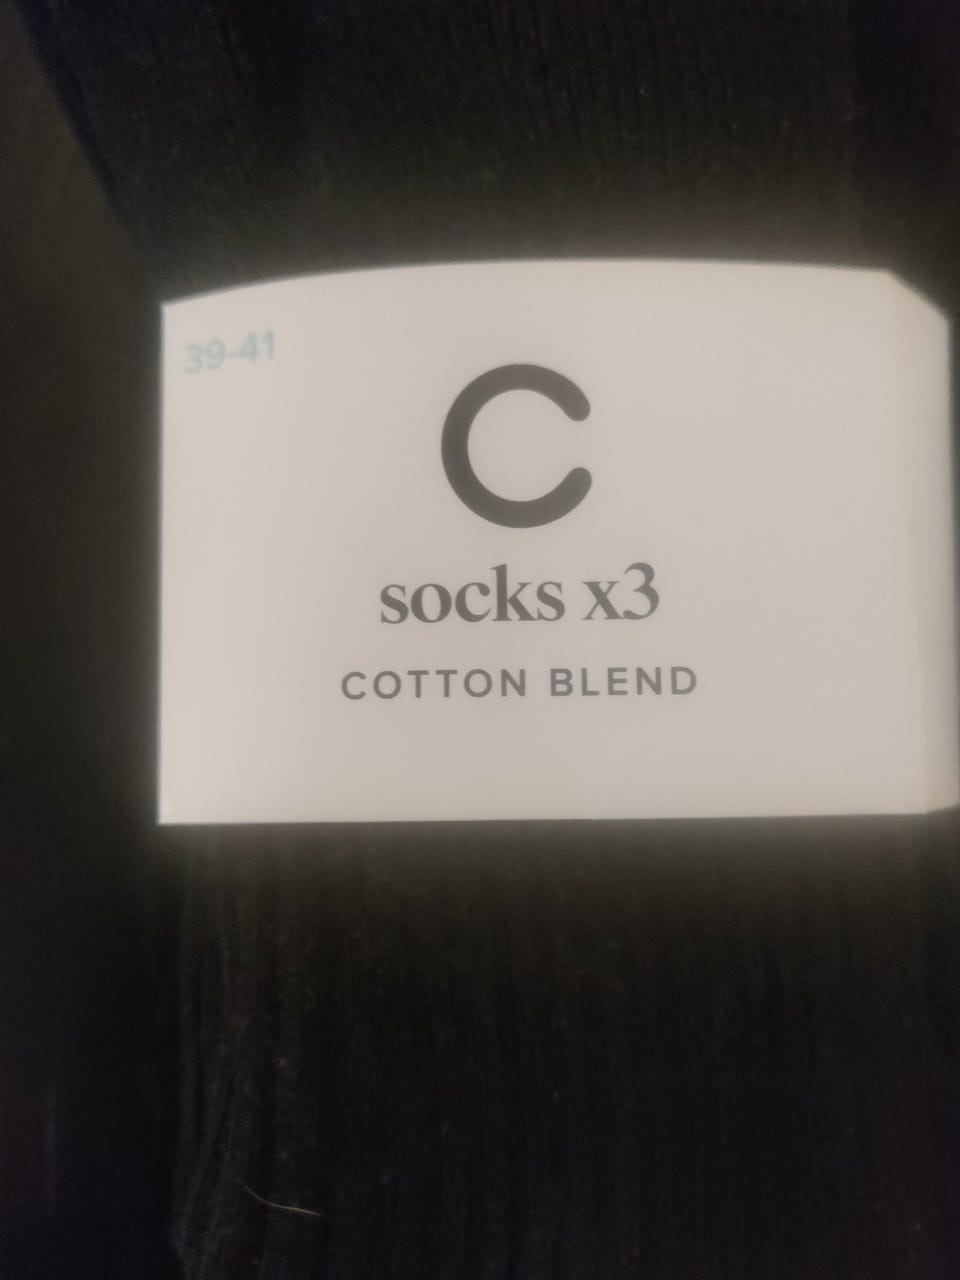 39-41
C
socks x3
COTTON BLEND